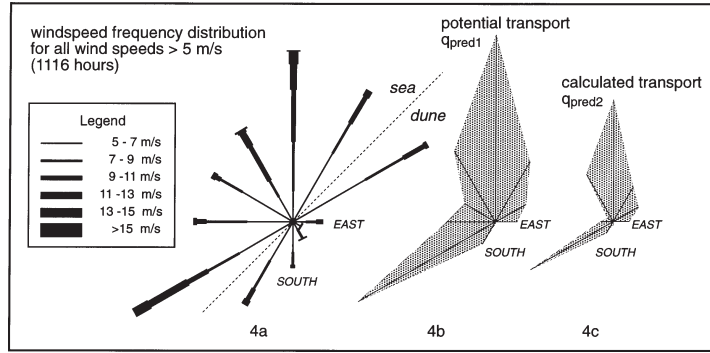 windspeed frequency distribution
for all wind speeds > 5 m/s
(1116 hours)
Legend
5 - 7 m/s
7 - 9 m/s
9 -11 m/s
11 -13 m/s
13 -15 m/s
>15 m/s
sea
dune
EAST
SOUTH
4a
potential transport
qpred1
EAST
SOUTH
4b
calculated transport
qpred2
EAST
SOUTH
4c